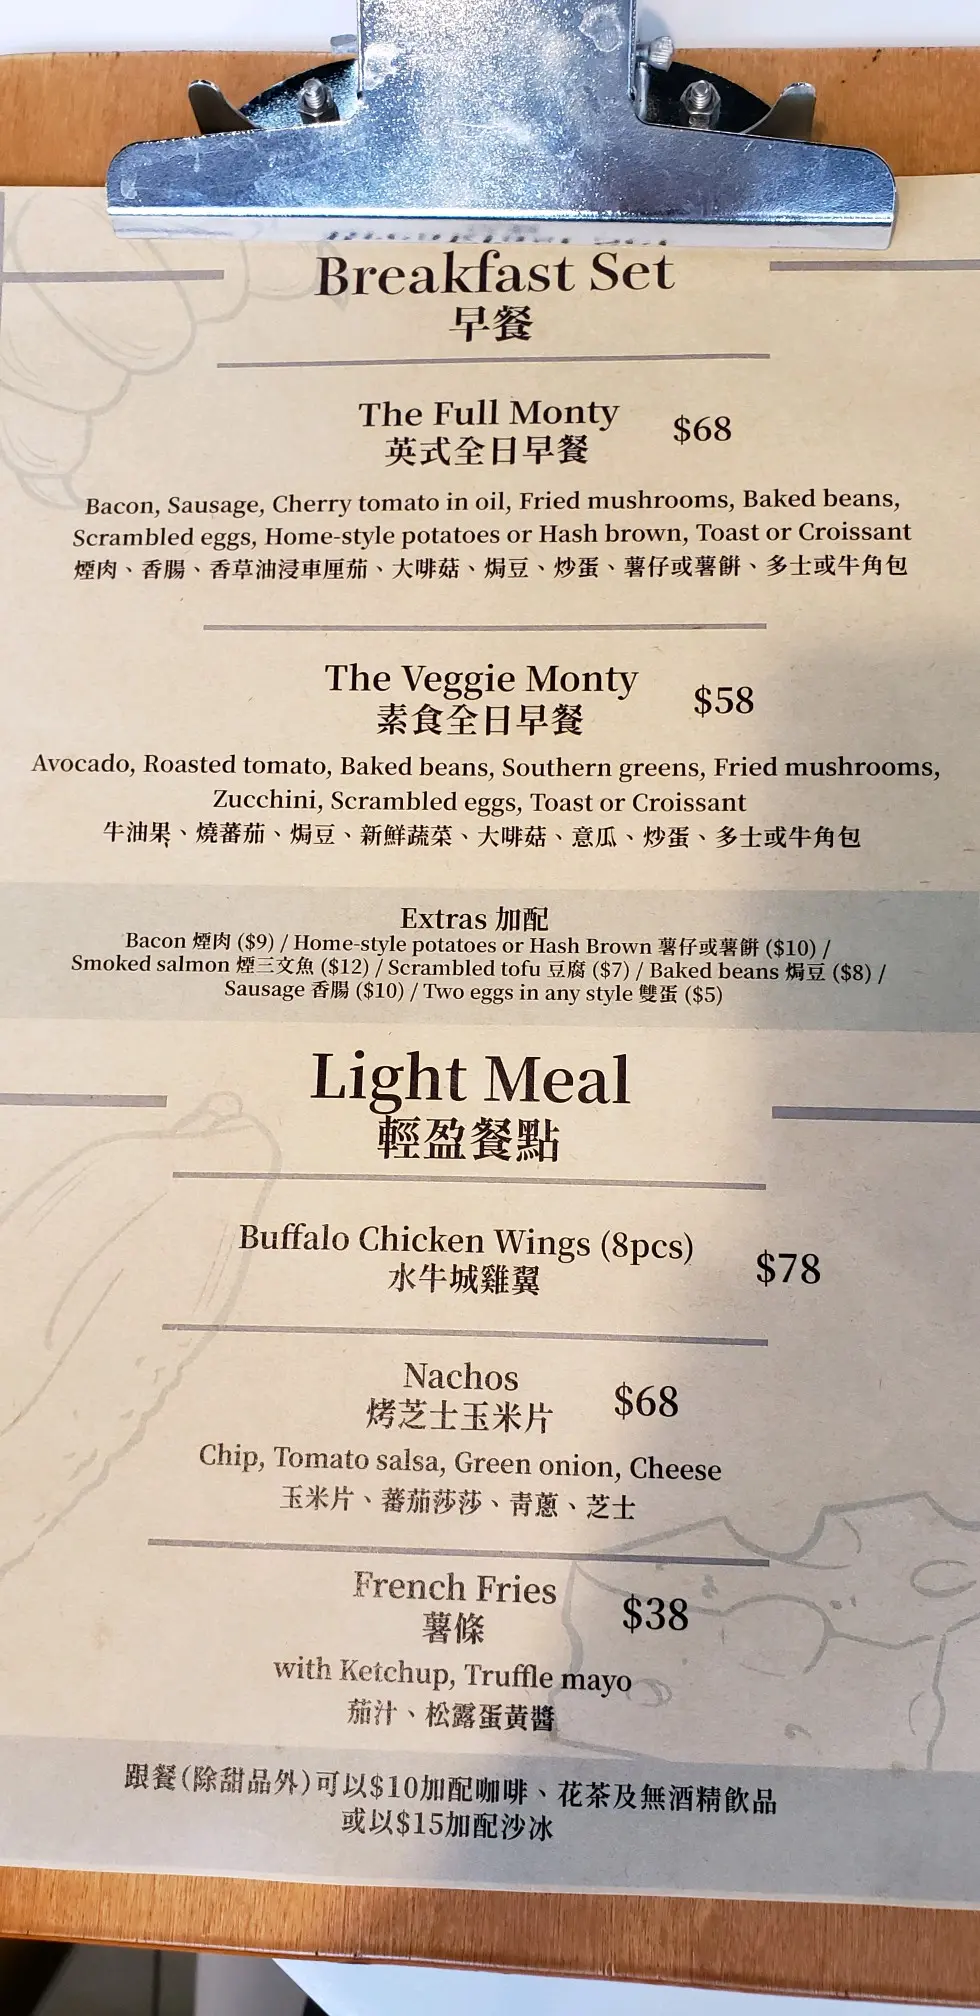 Breakfast Set
早餐
The Full Monty $68
英式全日早餐
Bacon, Sausage, Cherry tomato in oil, Fried mushrooms, Baked beans,
Scrambled eggs, Home-style potatoes or Hash brown, Toast or Croissant
煙肉、香腸、香草油浸車厘茄、大啡菇、焗豆、炒蛋、薯仔或薯餅、多士或牛角包
The Veggie Monty $58
素食全日早餐
Avocado, Roasted tomato, Baked beans, Southern greens, Fried mushrooms,
Zucchini, Scrambled eggs, Toast or Croissant
牛油果、燒蕃茄、焗豆、新鮮蔬菜、大啡菇、意瓜、炒蛋、多士或牛角包
Extras 加配
Bacon 煙肉 ($9) / Home-style potatoes or Hash Brown 薯仔或薯餅 ($10) /
Smoked salmon 煙三文魚 ($12) / Scrambled tofu 豆腐 ($7) / Baked beans 焗豆 ($8) /
Sausage 香腸 ($10) / Two eggs in any style 雙蛋 ($5)
Light Meal
輕盈餐點
Buffalo Chicken Wings (8pcs) $78
水牛城雞翼
Nachos $68
烤芝士玉米片
Chip, Tomato salsa, Green onion, Cheese
玉米片、蕃茄莎莎、青蔥、芝士
French Fries $38
薯條
with Ketchup, Truffle mayo
茄汁、松露蛋黃醬
跟餐(除甜品外)可以$10加配咖啡、花茶及無酒精飲品
或以$15加配沙冰